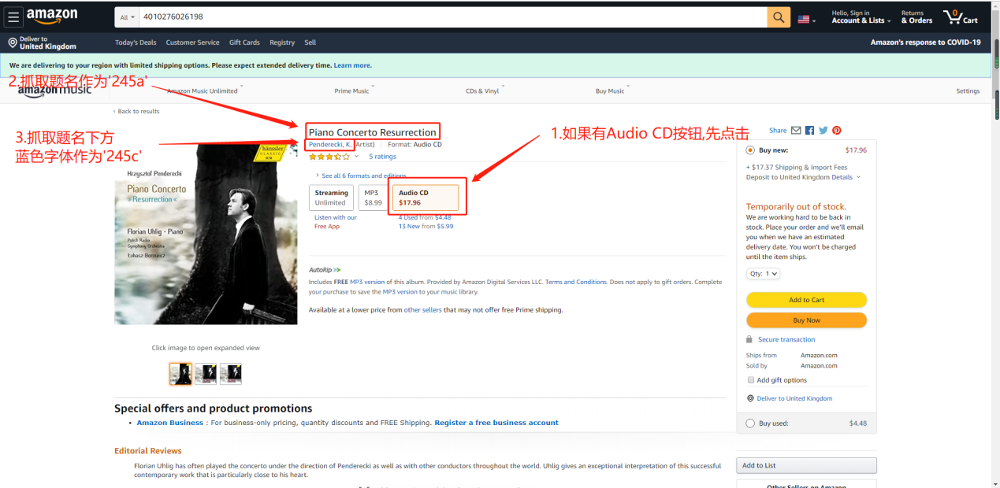 amazon
All
4010276026198
Hello, Sign in
Account & Lists
Returns
& Orders
0
Cart
Deliver to
United Kingdom
Today's Deals
Customer Service
Gift Cards
Registry
Sell
Amazon's response to COVID-19
We are delivering to your region with limited shipping options. Please expect extended delivery time. Learn more.
2.抓取题名作为'245a'
amazon music
Amazon Music Unlimited
Prime Music
CDs & Vinyl
Buy Music
Settings
‹ Back to results
3.抓取题名下方
蓝色字体作为'245c'
Piano Concerto Resurrection
Penderecki, K. Artist)
Format: Audio CD
5 ratings
1.如果有Audio CD按钮,先点击
› See all 6 formats and editions
Streaming
Unlimited
MP3
$8.99
Audio CD
$17.96
Listen with our
Free App
4 Used from $4.48
13 New from $5.99
hänssler
CLASSIC
Krzysztof Penderecki
Piano Concerto
»Resurrection«
Florian Uhlig - Piano
Polish Radio
Symphony Orchestra
Łukasz Borowicz
AutoRip
Includes FREE MP3 version of this album. Provided by Amazon Digital Services LLC. Terms and Conditions. Does not apply to gift orders. Complete
your purchase to save the MP3 version to your music library.
Available at a lower price from other sellers that may not offer free Prime shipping.
Click image to open expanded view
Share
Buy new:
$17.96
+ $17.37 Shipping & Import Fees
Deposit to United Kingdom Details
Temporarily out of stock.
We are working hard to be back in
stock. Place your order and we'll email
you when we have an estimated
delivery date. You won't be charged
until the item ships.
Qty: 1
Add to Cart
Buy Now
Secure transaction
Ships from Amazon.com
Sold by Amazon.com
Add gift options
Deliver to United Kingdom
Buy used:
$4.48
Add to List
Other Sellers on Amazon
Special offers and product promotions
• Amazon Business : For business-only pricing, quantity discounts and FREE Shipping. Register a free business account
Editorial Reviews
Florian Uhlig has often played the concerto under the direction of Penderecki as well as with other conductors throughout the world. Uhlig gives an exceptional interpretation of this successful
contemporary work that is particularly close to his heart.